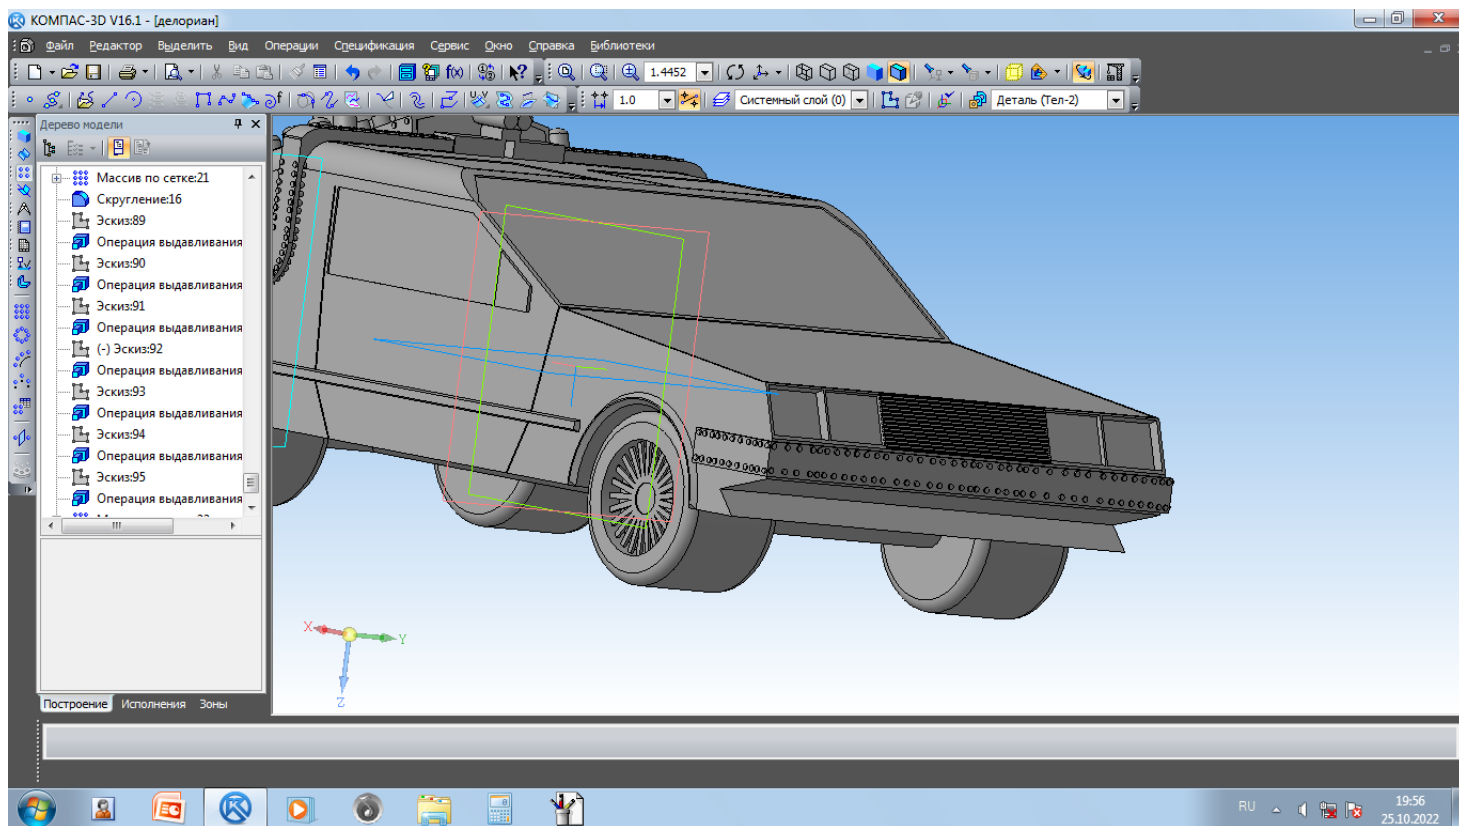 КОМПАС-3D V16.1 - [делориан]
Файл Редактор Выделить Вид Операции Спецификация Сервис Окно Справка Библиотеки
1.4452
1.0 Системный слой (0) Деталь (Тел-2)
Дерево модели
Массив по сетке:21
Скругление:16
Эскиз:89
Операция выдавливания
Эскиз:90
Операция выдавливания
Эскиз:91
Операция выдавливания
(-) Эскиз:92
Операция выдавливания
Эскиз:93
Операция выдавливания
Эскиз:94
Операция выдавливания
Эскиз:95
Операция выдавливания
X
Y
Z
Построение Исполнения Зоны
RU
19:56
25.10.2022